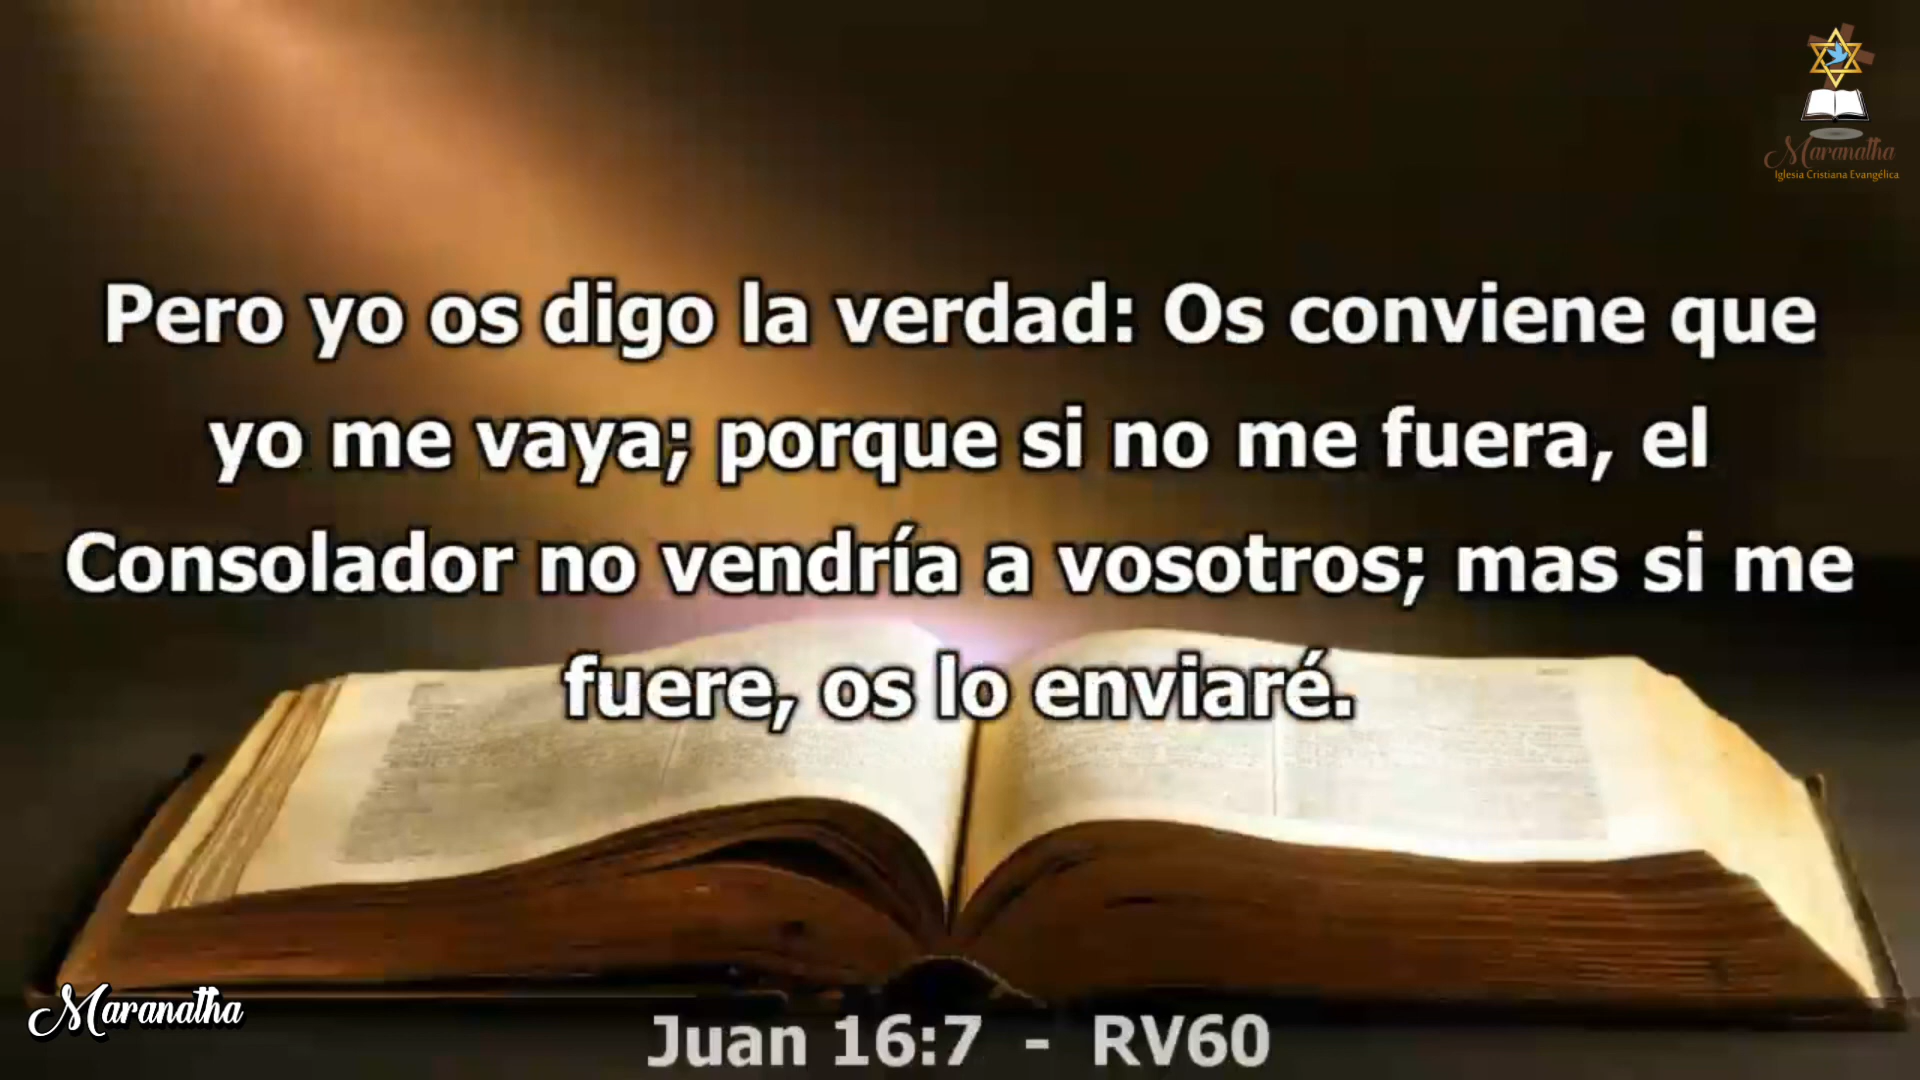 Maranatha
Iglesia Cristiana Evangélica
Pero yo os digo la verdad: Os conviene que
yo me vaya; porque si no me fuera, el
Consolador no vendría a vosotros; mas si me
fuere, os lo enviaré.
Maranatha
Juan 16:7 - RV60